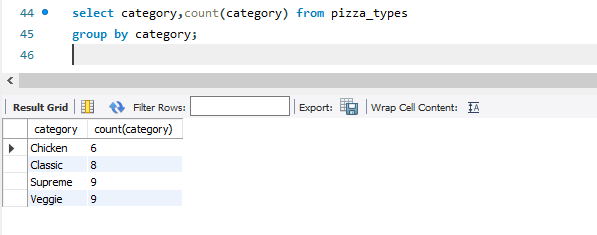 44 select category,count(category) from pizza_types
45 group by category;
46
Result Grid Filter Rows: Export: Wrap Cell Content: IA
category count(category)
Chicken 6
Classic 8
Supreme 9
Veggie 9